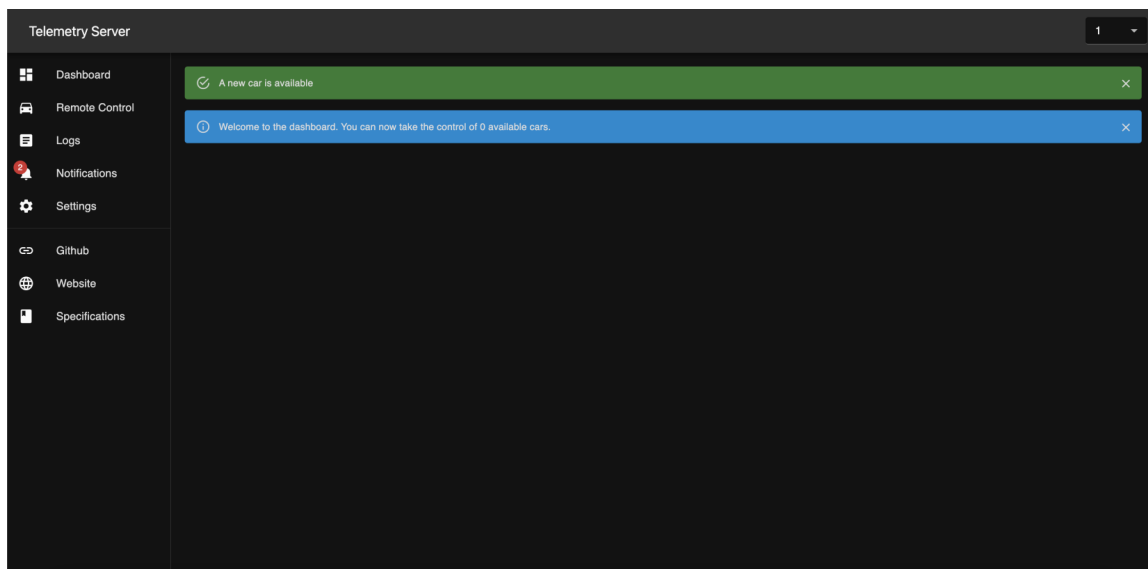 Telemetry Server
1
Dashboard
Remote Control
Logs
2
Notifications
Settings
Github
Website
Specifications
A new car is available
Welcome to the dashboard. You can now take the control of 0 available cars.